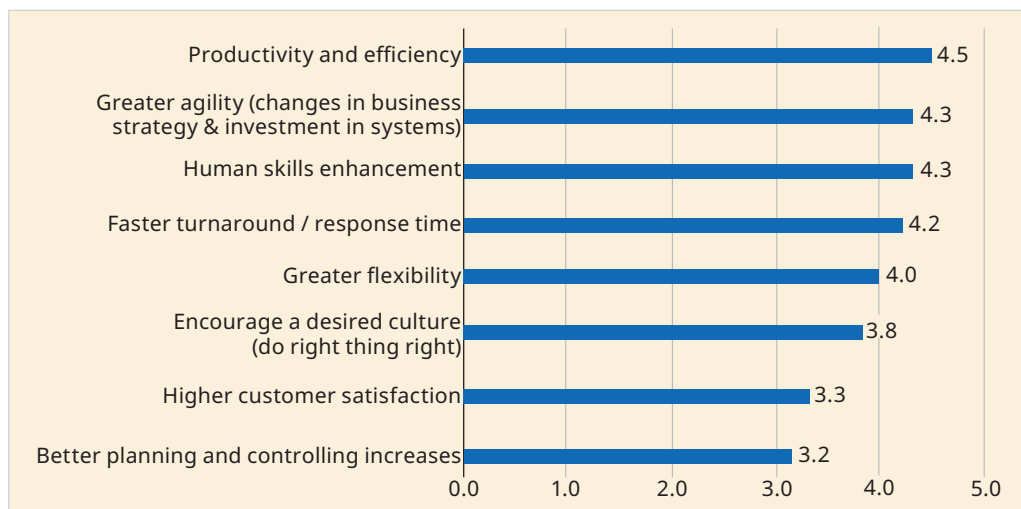 Productivity and efficiency 4.5
Greater agility (changes in business
strategy & investment in systems) 4.3
Human skills enhancement 4.3
Faster turnaround / response time 4.2
Greater flexibility 4.0
Encourage a desired culture
(do right thing right) 3.8
Higher customer satisfaction 3.3
Better planning and controlling increases 3.2
0.0 1.0 2.0 3.0 4.0 5.0